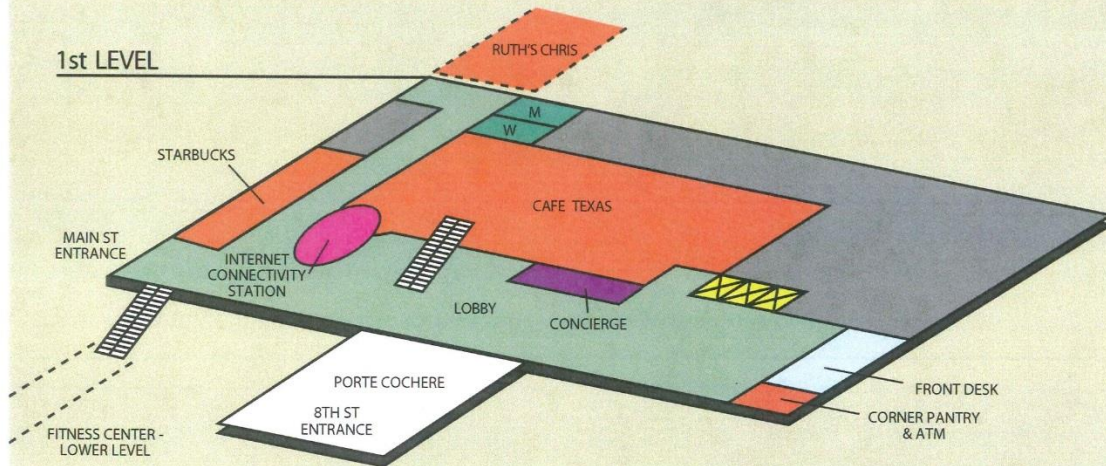 RUTH'S CHRIS
1st LEVEL
M
W
STARBUCKS
CAFE TEXAS
MAIN ST
ENTRANCE
INTERNET
CONNECTIVITY
STATION
LOBBY
CONCIERGE
PORTE COCHERE
8TH ST
ENTRANCE
FRONT DESK
CORNER PANTRY
& ATM
FITNESS CENTER -
LOWER LEVEL